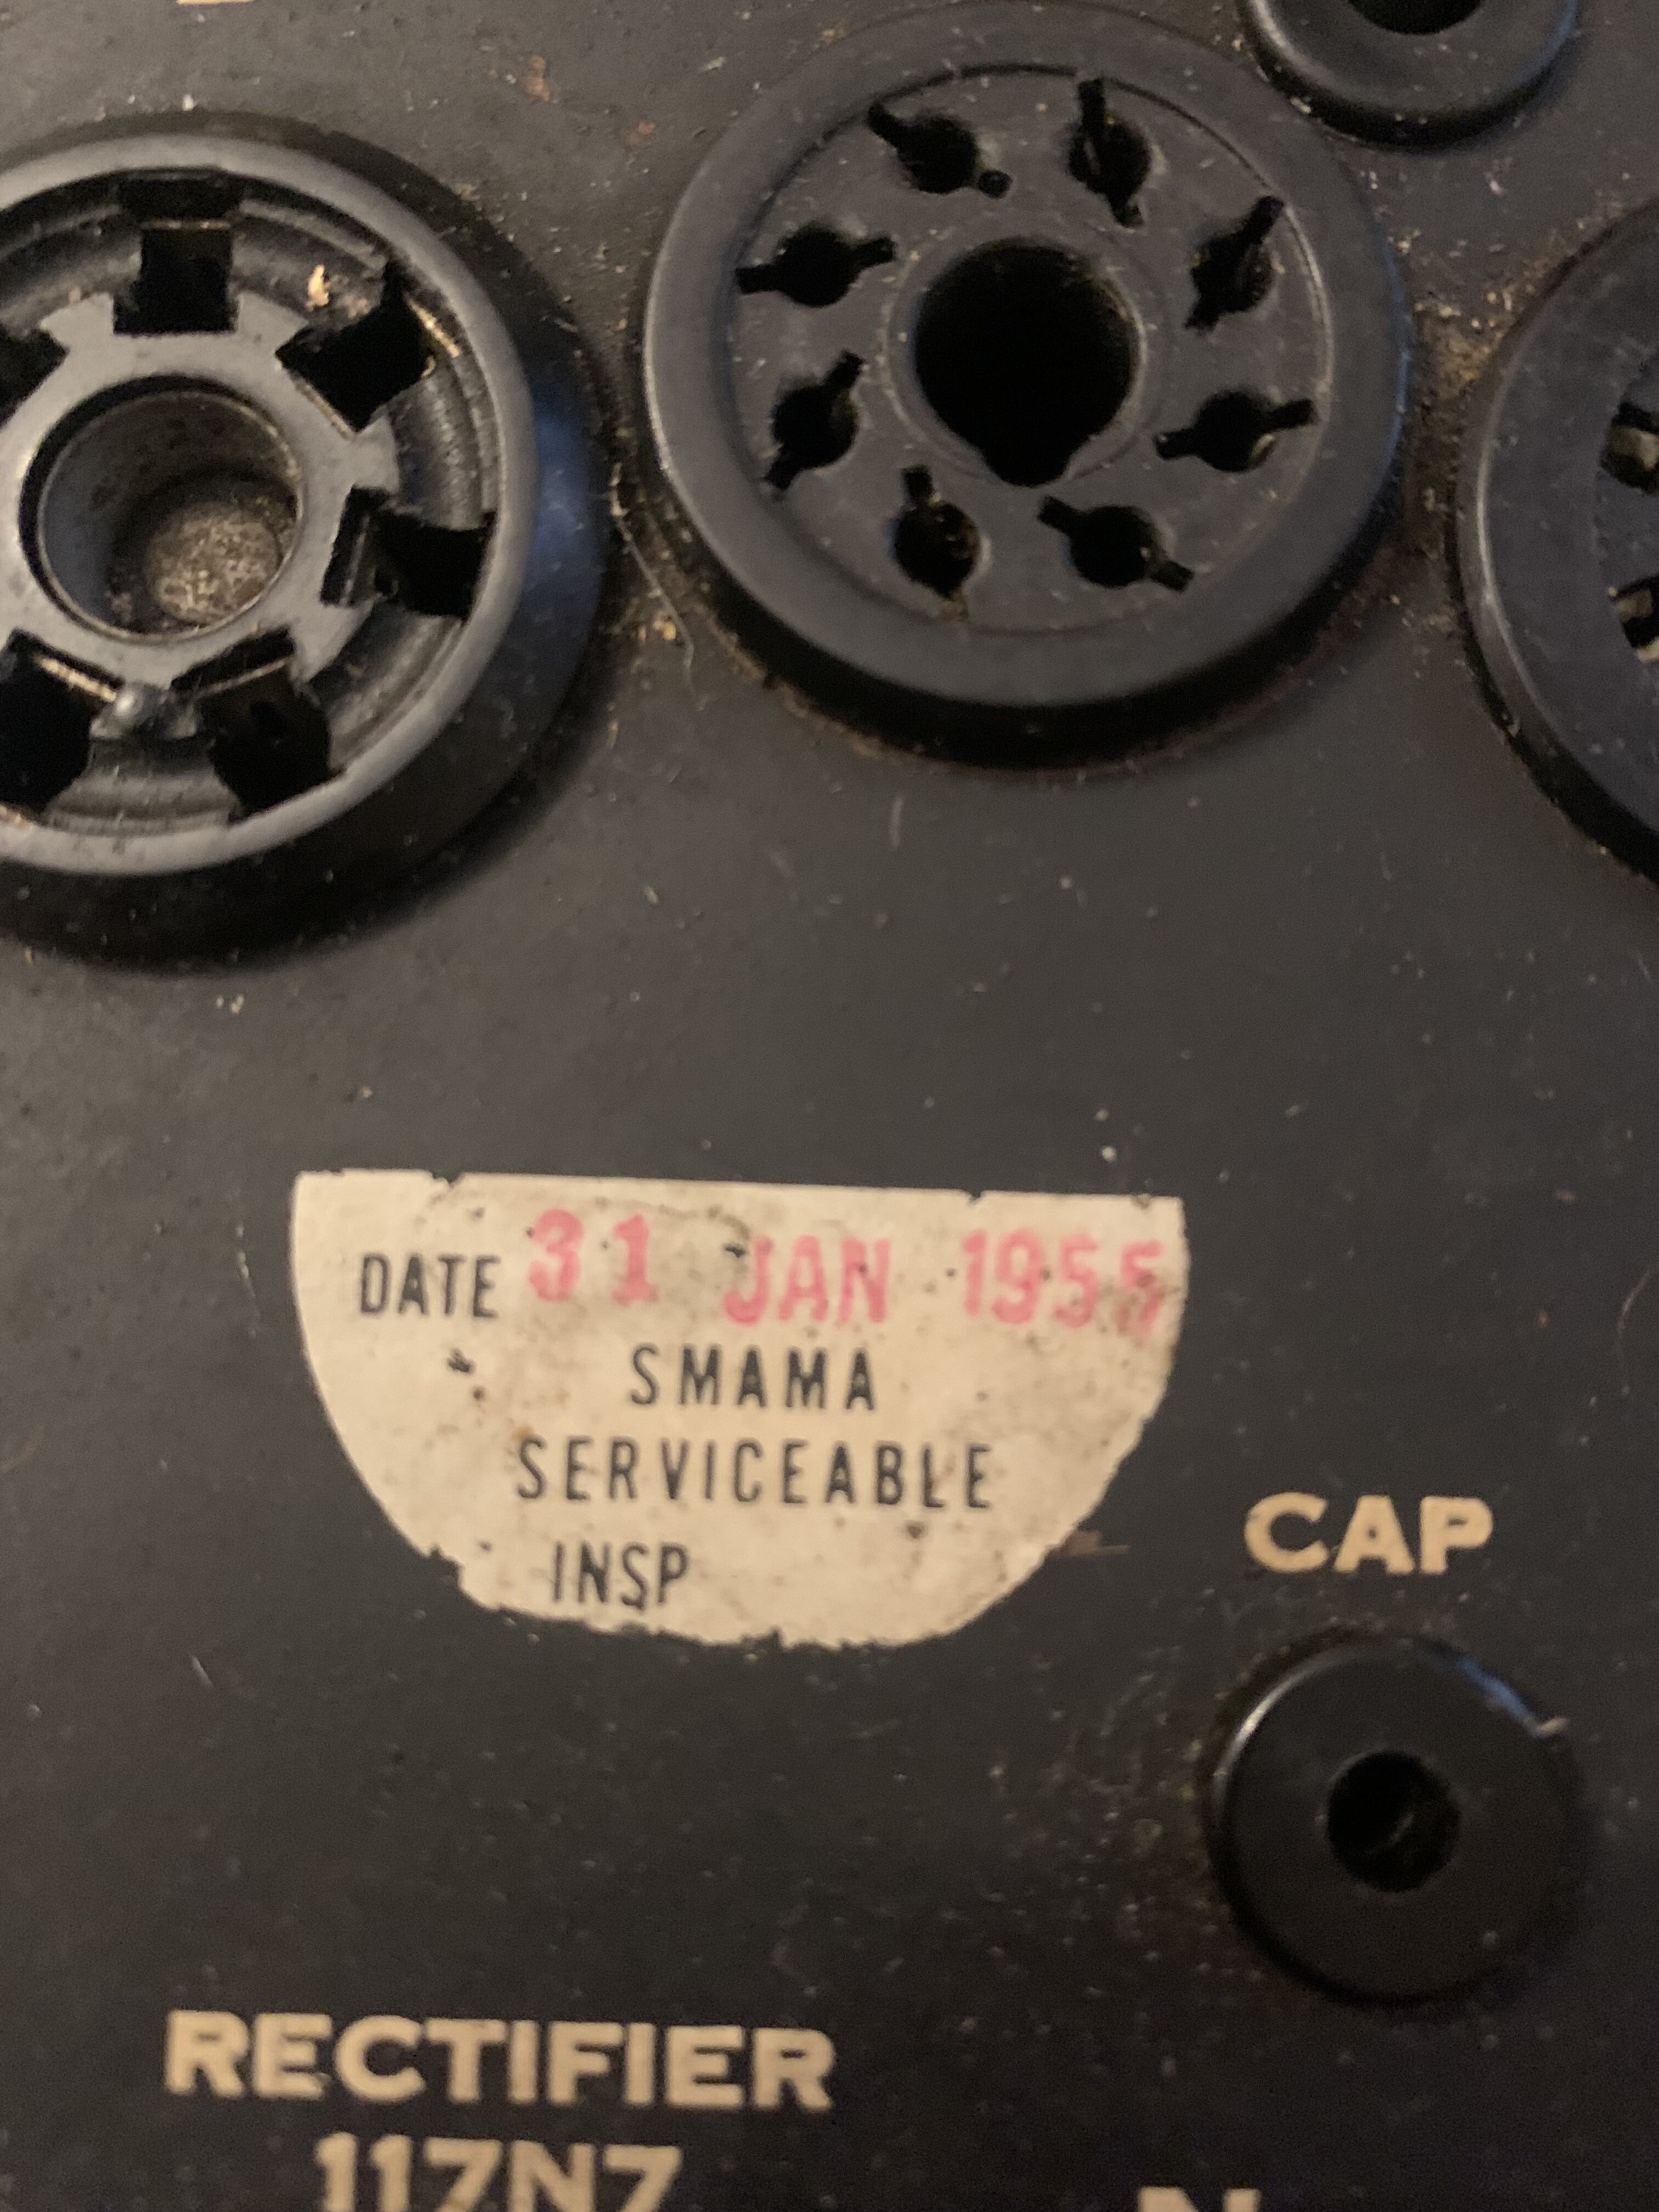 DATE 31 JAN 1955
SMAMA
SERVICEABLE
INSP
CAP
RECTIFIER
117N7